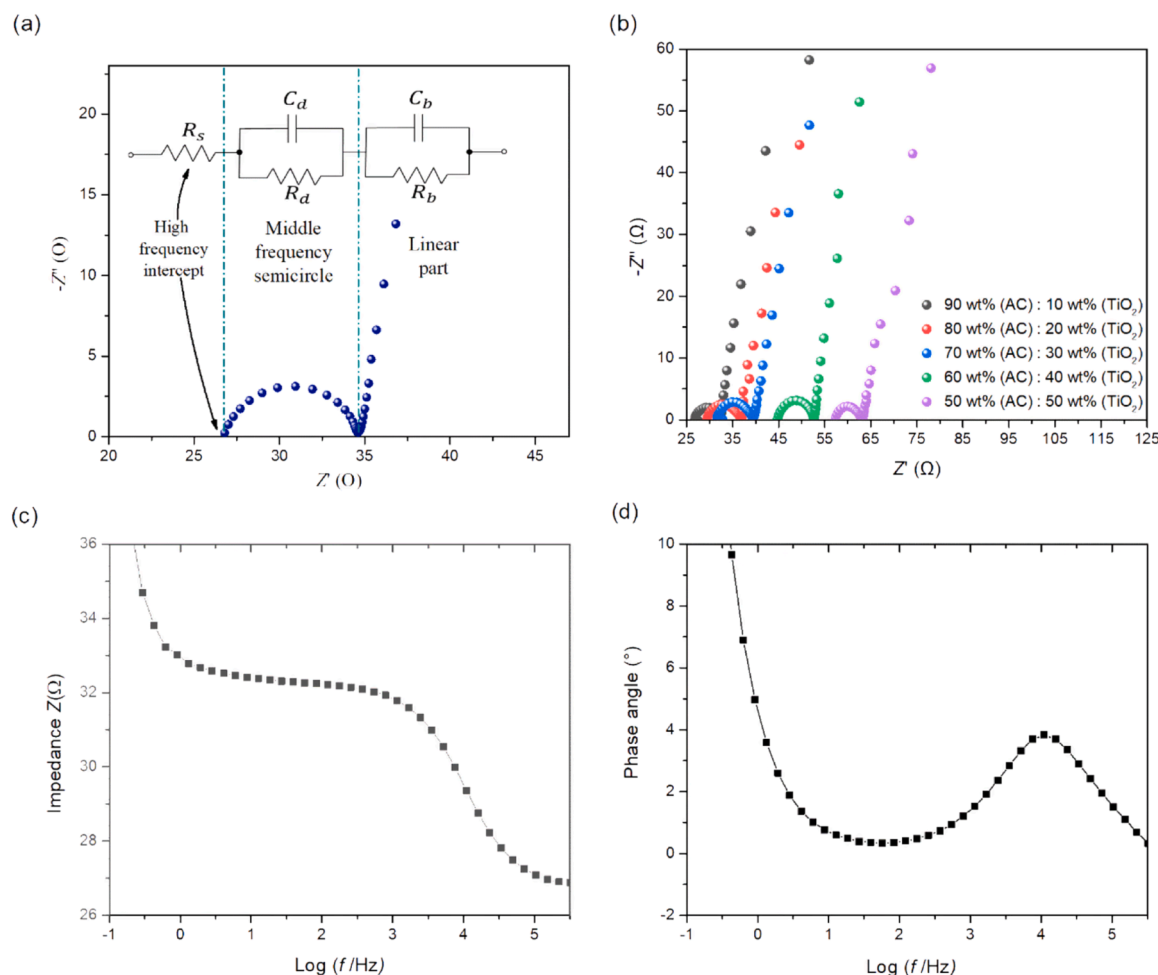 (a)
-Z" (O)
20
15
10
5
0
20
25
30
35
40
45
Z' (O)
R_s
C_d
R_d
C_b
R_b
High
frequency
intercept
Middle
frequency
semicircle
Linear
part
(b)
-Z'' (Ω)
60
50
40
30
20
10
0
25 35 45 55 65 75 85 95 105 115 125
Z' (Ω)
90 wt% (AC) : 10 wt% (TiO₂)
80 wt% (AC) : 20 wt% (TiO₂)
70 wt% (AC) : 30 wt% (TiO₂)
60 wt% (AC) : 40 wt% (TiO₂)
50 wt% (AC) : 50 wt% (TiO₂)
(c)
Impedance Z(Ω)
36
34
32
30
28
26
-1 0 1 2 3 4 5
Log (f /Hz)
(d)
Phase angle (°)
10
8
6
4
2
0
-2
-1 0 1 2 3 4 5
Log (f /Hz)